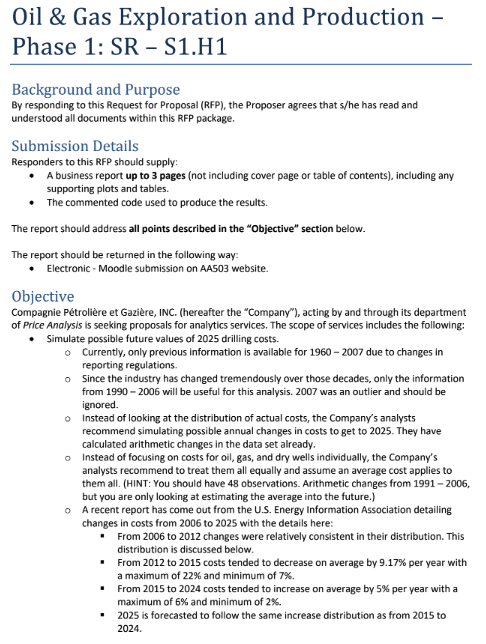 Oil & Gas Exploration and Production –
Phase 1: SR – S1.H1
Background and Purpose
By responding to this Request for Proposal (RFP), the Proposer agrees that s/he has read and
understood all documents within this RFP package.
Submission Details
Responders to this RFP should supply:
• A business report up to 3 pages (not including cover page or table of contents), including any
supporting plots and tables.
• The commented code used to produce the results.
The report should address all points described in the “Objective” section below.
The report should be returned in the following way:
• Electronic - Moodle submission on AA503 website.
Objective
Compagnie Pétrolière et Gazière, INC. (hereafter the “Company”), acting by and through its department
of Price Analysis is seeking proposals for analytics services. The scope of services includes the following:
• Simulate possible future values of 2025 drilling costs.
o Currently, only previous information is available for 1960 – 2007 due to changes in
reporting regulations.
o Since the industry has changed tremendously over those decades, only the information
from 1990 – 2006 will be useful for this analysis. 2007 was an outlier and should be
ignored.
o Instead of looking at the distribution of actual costs, the Company’s analysts
recommend simulating possible annual changes in costs to get to 2025. They have
calculated arithmetic changes in the data set already.
o Instead of focusing on costs for oil, gas, and dry wells individually, the Company’s
analysts recommend to treat them all equally and assume an average cost applies to
them all. (HINT: You should have 48 observations. Arithmetic changes from 1991 – 2006,
but you are only looking at estimating the average into the future.)
o A recent report has come out from the U.S. Energy Information Association detailing
changes in costs from 2006 to 2025 with the details here:
▪ From 2006 to 2012 changes were relatively consistent in their distribution. This
distribution is discussed below.
▪ From 2012 to 2015 costs tended to decrease on average by 9.17% per year with
a maximum of 22% and minimum of 7%.
▪ From 2015 to 2024 costs tended to increase on average by 5% per year with a
maximum of 6% and minimum of 2%.
▪ 2025 is forecasted to follow the same increase distribution as from 2015 to
2024.